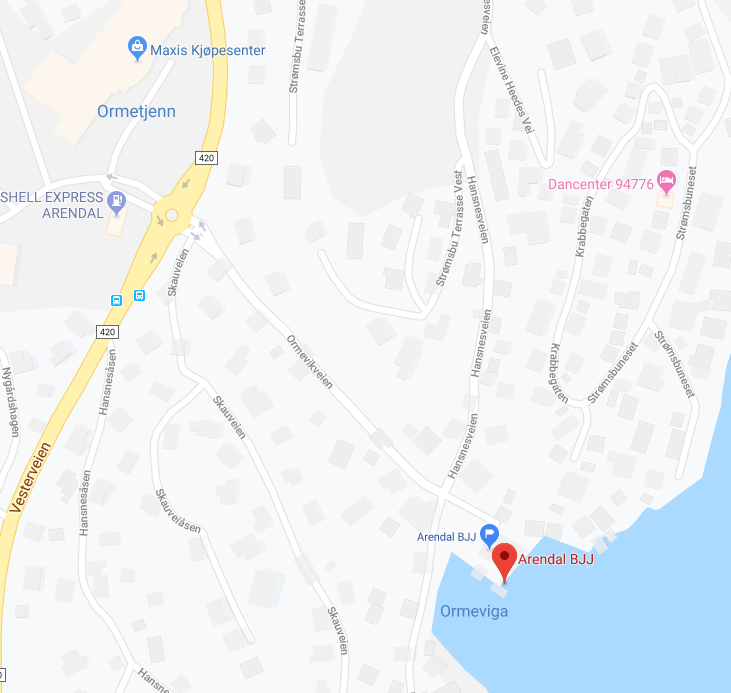 Strømsbu Terrasse
Maxis Kjøpesenter
Elevine Heedes Vei
Ormetjenn
420
SHELL EXPRESS
ARENDAL
Dancenter 94776
Strømsbuneset
Hansnesveien
Strømsbu Terrasse Vest
Krabbegaten
Skauveien
420
Ormevikveien
Hansnesveien
Krabbegaten
Strømsbuneset
Strømsbuneset
Nygårdshagen
Hansnesåsen
Skauveien
Hansnesveien
Vesterveien
Hansnesåsen
Skauveiåsen
Arendal BJJ
Arendal BJJ
Ormeviga
Skauveien